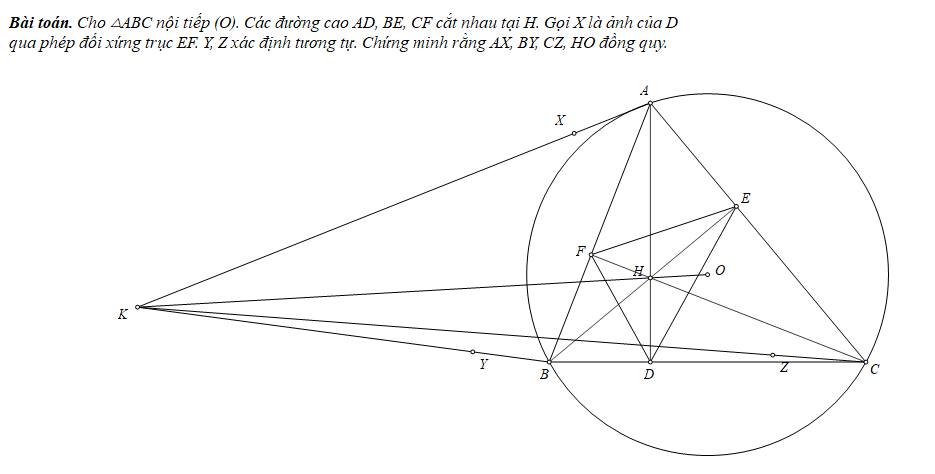 Bài toán. Cho △ABC nội tiếp (O). Các đường cao AD, BE, CF cắt nhau tại H. Gọi X là ảnh của D
qua phép đối xứng trục EF. Y, Z xác định tương tự. Chứng minh rằng AX, BY, CZ, HO đồng quy.
A
X
E
F
H
O
K
Y
B
D
Z
C